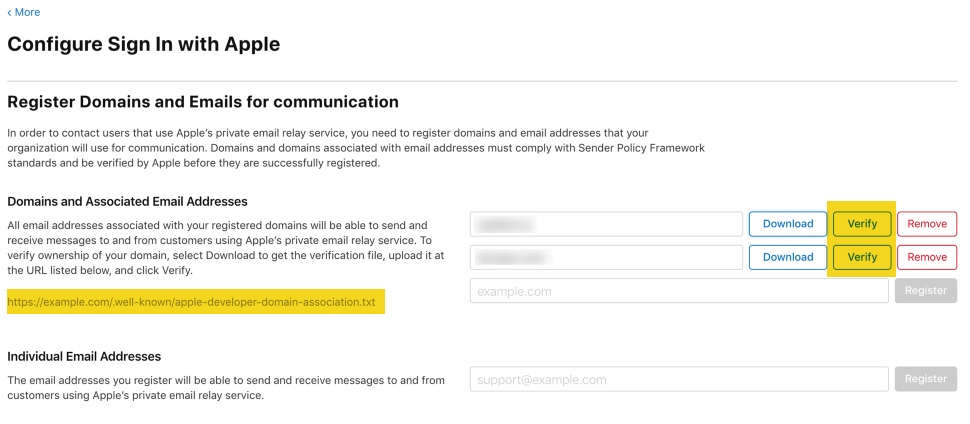 ‹ More
Configure Sign In with Apple
Register Domains and Emails for communication
In order to contact users that use Apple's private email relay service, you need to register domains and email addresses that your
organization will use for communication. Domains and domains associated with email addresses must comply with Sender Policy Framework
standards and be verified by Apple before they are successfully registered.
Domains and Associated Email Addresses
All email addresses associated with your registered domains will be able to send and
receive messages to and from customers using Apple's private email relay service. To
verify ownership of your domain, select Download to get the verification file, upload it at
the URL listed below, and click Verify.
https://example.com/.well-known/apple-developer-domain-association.txt
Download Verify Remove
Download Verify Remove
example.com Register
Individual Email Addresses
The email addresses you register will be able to send and receive messages to and from
customers using Apple's private email relay service.
support@example.com Register